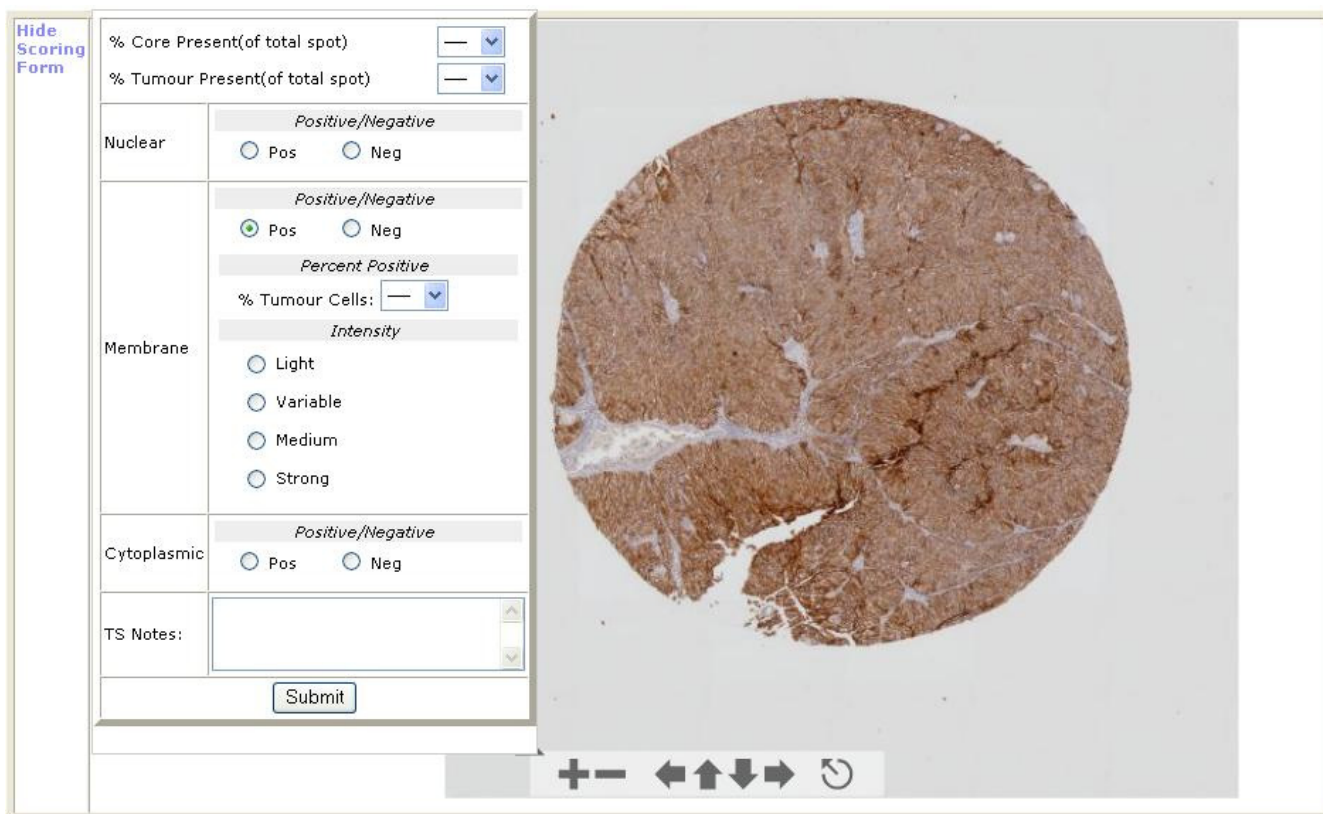 Hide
Scoring
Form
% Core Present(of total spot) —
% Tumour Present(of total spot) —
Nuclear
Positive/Negative
Pos Neg
Membrane
Positive/Negative
Pos Neg
Percent Positive
% Tumour Cells: —
Intensity
Light
Variable
Medium
Strong
Cytoplasmic
Positive/Negative
Pos Neg
TS Notes:
Submit